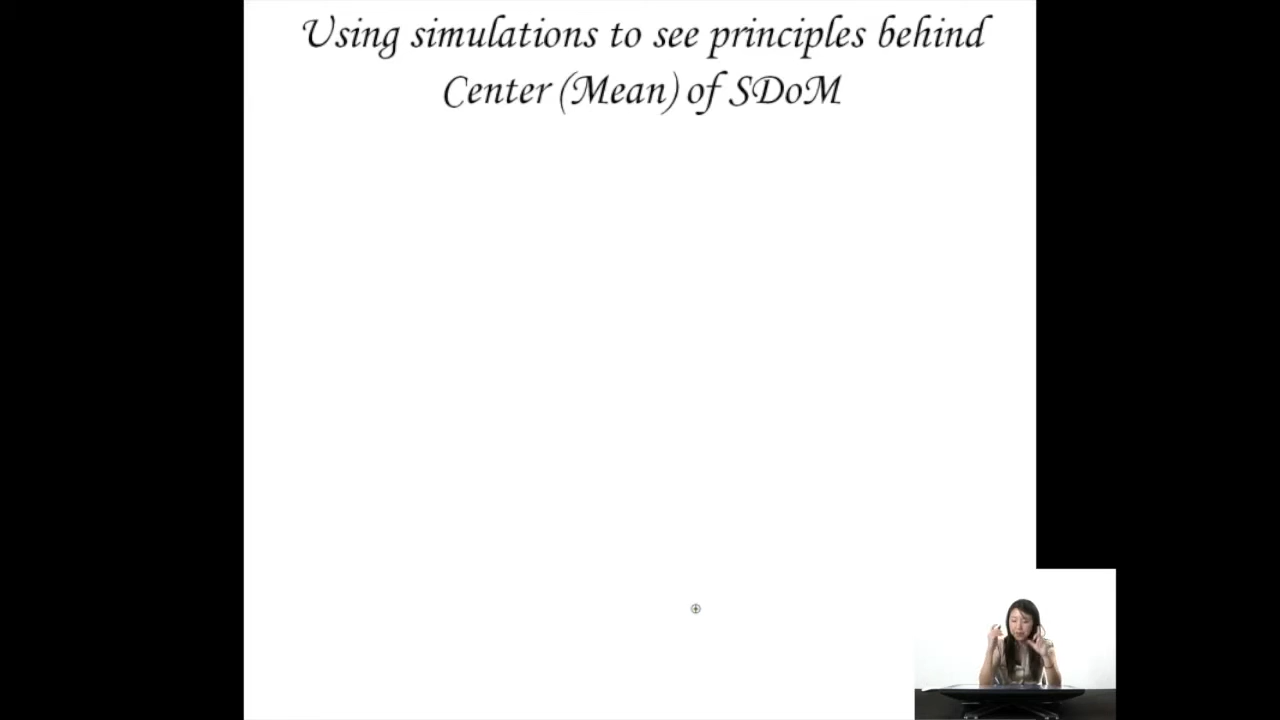 Using simulations to see principles behind
Center (Mean) of SDoM